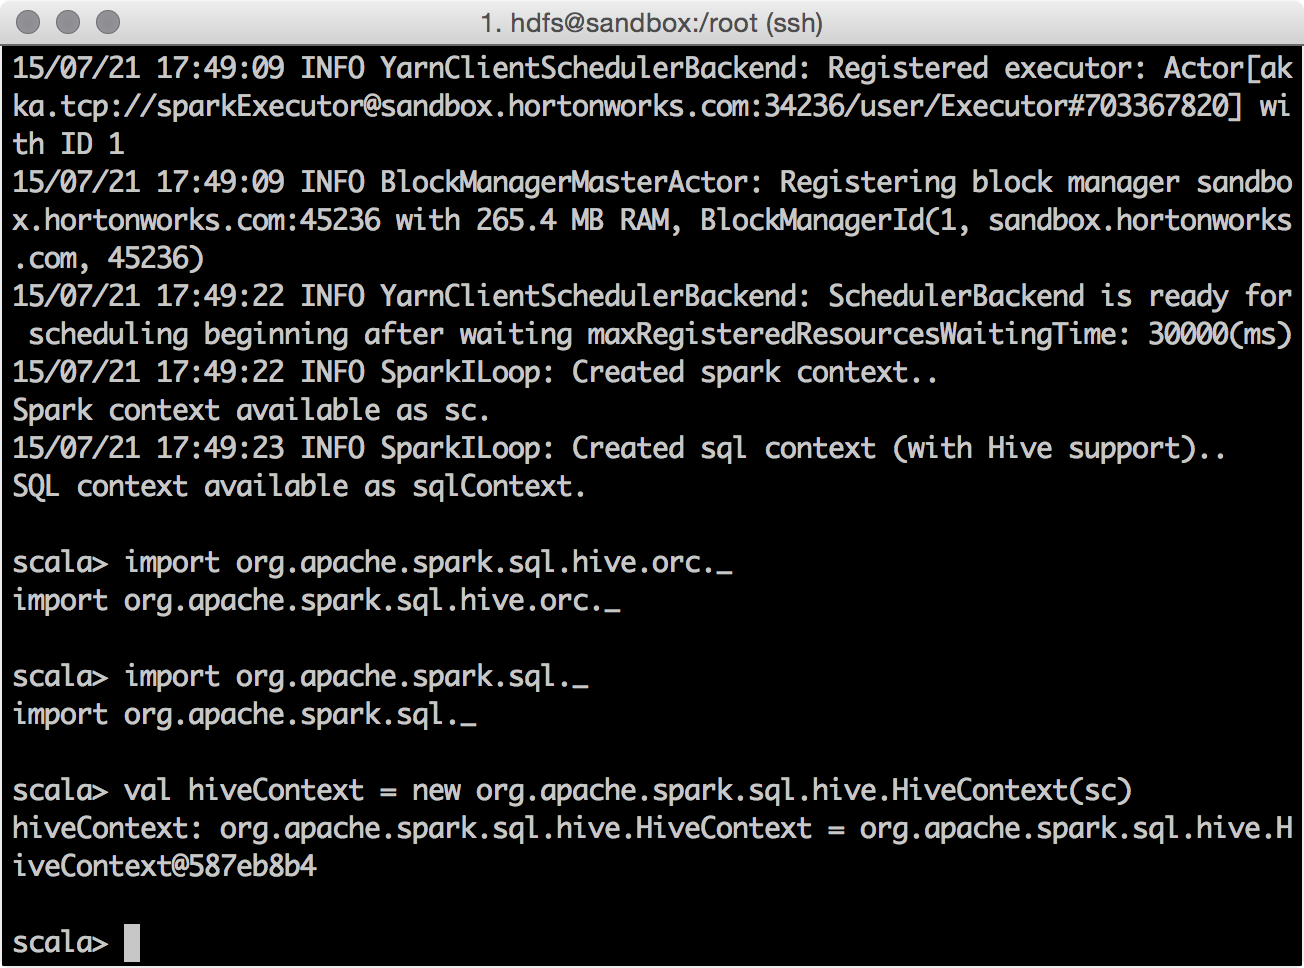 1. hdfs@sandbox:/root (ssh)
15/07/21 17:49:09 INFO YarnClientSchedulerBackend: Registered executor: Actor[ak
ka.tcp://sparkExecutor@sandbox.hortonworks.com:34236/user/Executor#703367820] wi
th ID 1
15/07/21 17:49:09 INFO BlockManagerMasterActor: Registering block manager sandbo
x.hortonworks.com:45236 with 265.4 MB RAM, BlockManagerId(1, sandbox.hortonworks
.com, 45236)
15/07/21 17:49:22 INFO YarnClientSchedulerBackend: SchedulerBackend is ready for
 scheduling beginning after waiting maxRegisteredResourcesWaitingTime: 30000(ms)
15/07/21 17:49:22 INFO SparkILoop: Created spark context..
Spark context available as sc.
15/07/21 17:49:23 INFO SparkILoop: Created sql context (with Hive support)..
SQL context available as sqlContext.
scala> import org.apache.spark.sql.hive.orc._
import org.apache.spark.sql.hive.orc._
scala> import org.apache.spark.sql._
import org.apache.spark.sql._
scala> val hiveContext = new org.apache.spark.sql.hive.HiveContext(sc)
hiveContext: org.apache.spark.sql.hive.HiveContext = org.apache.spark.sql.hive.H
iveContext@587eb8b4
scala>